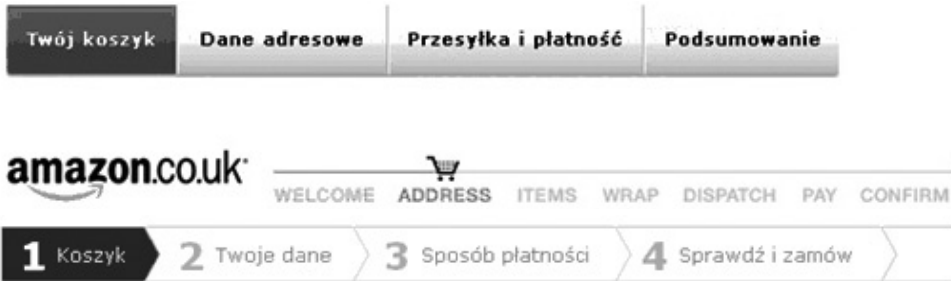 Twój koszyk Dane adresowe Przesyłka i płatność Podsumowanie
amazon.co.uk
WELCOME ADDRESS ITEMS WRAP DISPATCH PAY CONFIRM
1 Koszyk 2 Twoje dane 3 Sposób płatności 4 Sprawdź i zamów